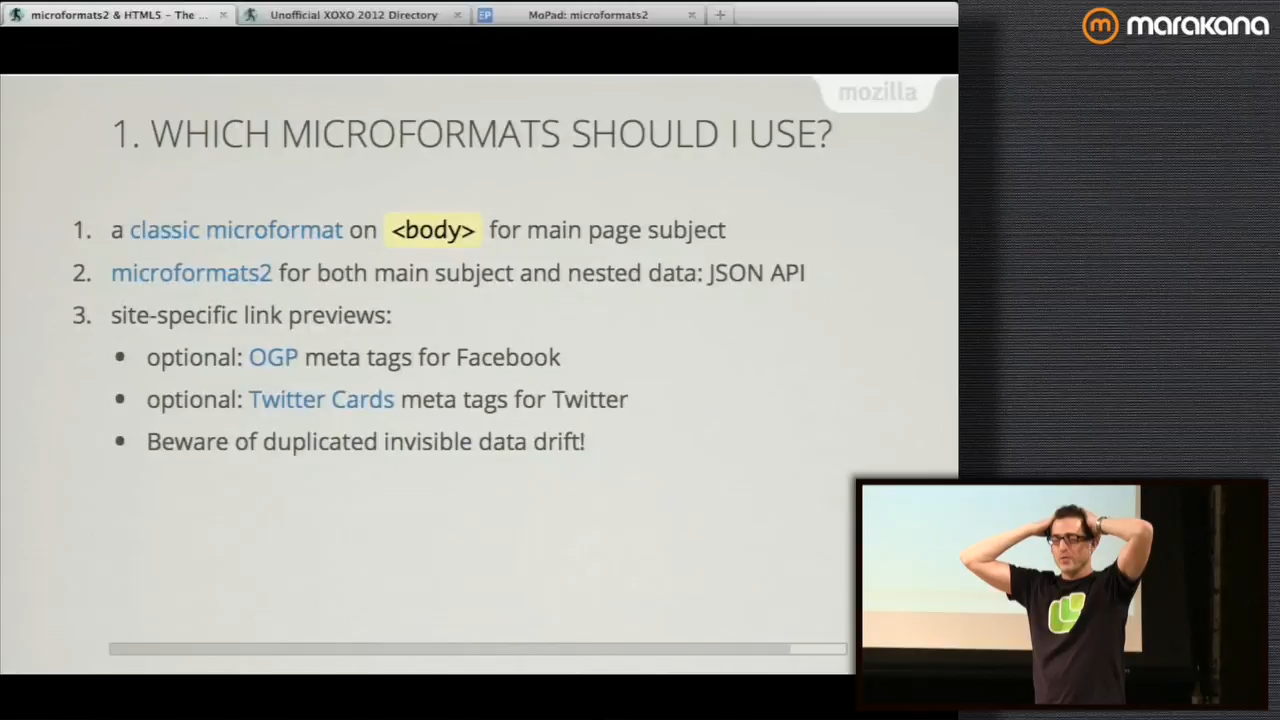 microformats2 & HTML5 – The ...
Unofficial XOXO 2012 Directory
EP
MoPad: microformats2
marakana
mozilla
1. WHICH MICROFORMATS SHOULD I USE?
1. a classic microformat on <body> for main page subject
2. microformats2 for both main subject and nested data: JSON API
3. site-specific link previews:
• optional: OGP meta tags for Facebook
• optional: Twitter Cards meta tags for Twitter
• Beware of duplicated invisible data drift!